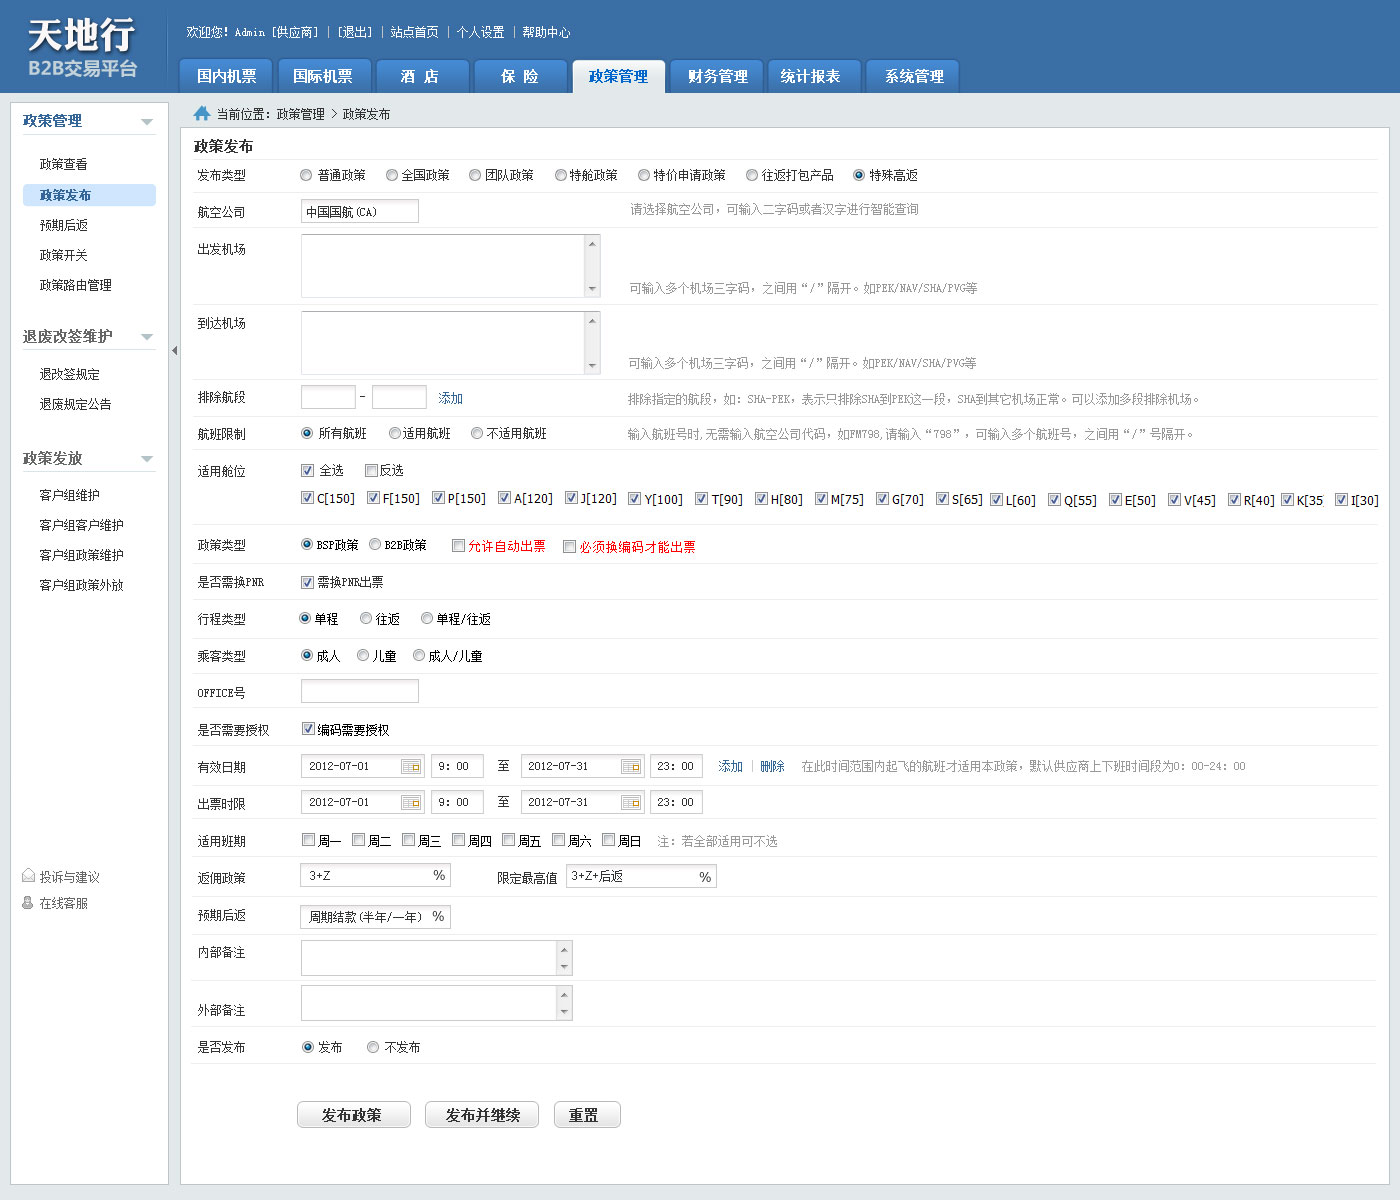 天地行
B2B交易平台
欢迎您! Admin [供应商] | [退出] | 站点首页 | 个人设置 | 帮助中心
国内机票 国际机票 酒 店 保 险 政策管理 财务管理 统计报表 系统管理
当前位置: 政策管理 > 政策发布
政策管理
政策查看
政策发布
预期后返
政策开关
政策路由管理
退废改签维护
退改签规定
退废规定公告
政策发放
客户组维护
客户组客户维护
客户组政策维护
客户组政策外放
投诉与建议
在线客服
政策发布
发布类型 普通政策 全国政策 团队政策 特舱政策 特价申请政策 往返打包产品 特殊高返
航空公司 中国国航(CA) 请选择航空公司，可输入二字码或者汉字进行智能查询
出发机场 可输入多个机场三字码，之间用“/”隔开。如PEK/NAV/SHA/PVG等
到达机场 可输入多个机场三字码，之间用“/”隔开。如PEK/NAV/SHA/PVG等
排除航段 - 添加 排除指定的航段，如: SHA-PEK，表示只排除SHA到PEK这一段，SHA到其它机场正常。可以添加多段排除机场。
航班限制 所有航班 适用航班 不适用航班 输入航班号时,无需输入航空公司代码，如FM798,请输入“798”，可输入多个航班号，之间用“/”号隔开。
适用舱位 全选 反选
C[150] F[150] P[150] A[120] J[120] Y[100] T[90] H[80] M[75] G[70] S[65] L[60] Q[55] E[50] V[45] R[40] K[35 I[30]
政策类型 BSP政策 B2B政策 允许自动出票 必须换编码才能出票
是否需换PNR 需换PNR出票
行程类型 单程 往返 单程/往返
乘客类型 成人 儿童 成人/儿童
OFFICE号
是否需要授权 编码需要授权
有效日期 2012-07-01 9: 00 至 2012-07-31 23: 00 添加 | 删除 在此时间范围内起飞的航班才适用本政策，默认供应商上下班时间段为0: 00-24: 00
出票时限 2012-07-01 9: 00 至 2012-07-31 23: 00
适用班期 周一 周二 周三 周四 周五 周六 周日 注: 若全部适用可不选
返佣政策 3+Z % 限定最高值 3+Z+后返 %
预期后返 周期结款(半年/一年) %
内部备注
外部备注
是否发布 发布 不发布
发布政策 发布并继续 重置